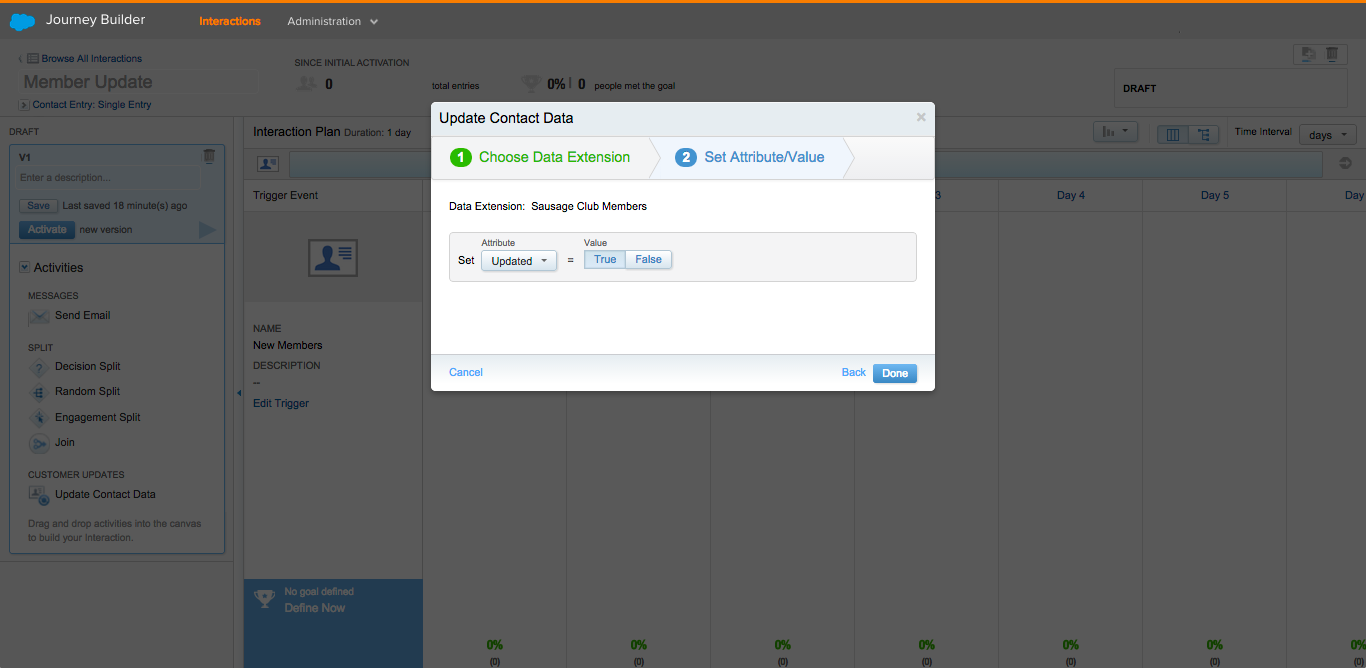 Journey Builder
Interactions
Administration
Browse All Interactions
Member Update
Contact Entry: Single Entry
SINCE INITIAL ACTIVATION
0
total entries
0% | 0 people met the goal
DRAFT
DRAFT
V1
Enter a description...
Save Last saved 18 minute(s) ago
Activate new version
Activities
MESSAGES
Send Email
SPLIT
Decision Split
Random Split
Engagement Split
Join
CUSTOMER UPDATES
Update Contact Data
Drag and drop activities into the canvas
to build your Interaction.
Interaction Plan Duration: 1 day
Time Interval days
Trigger Event
3
Day 4
Day 5
Day
NAME
New Members
DESCRIPTION
--
Edit Trigger
No goal defined
Define Now
Update Contact Data
×
1 Choose Data Extension
2 Set Attribute/Value
Data Extension: Sausage Club Members
Attribute Value
Set Updated = True False
Cancel Back Done
0% 0% 0% 0% 0% 0% 0%
(0) (0) (0) (0) (0) (0) (0)